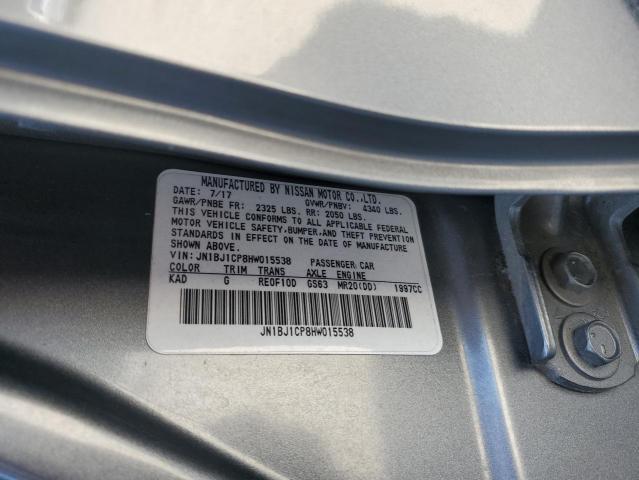 MANUFACTURED BY NISSAN MOTOR CO.,LTD.
DATE: 7/17 GVWR/PNBV: 4340 LBS.
GAWR/PNBE FR: 2325 LBS. RR: 2050 LBS.
THIS VEHICLE CONFORMS TO ALL APPLICABLE FEDERAL
MOTOR VEHICLE SAFETY,BUMPER,AND THEFT PREVENTION
STANDARDS IN EFFECT ON THE DATE OF MANUFACTURE
SHOWN ABOVE.
VIN: JN1BJ1CP8HW015538 PASSENGER CAR
COLOR TRIM TRANS AXLE ENGINE
KAD G RE0F10D GS63 MR20(DD) 1997CC
JN1BJ1CP8HW015538